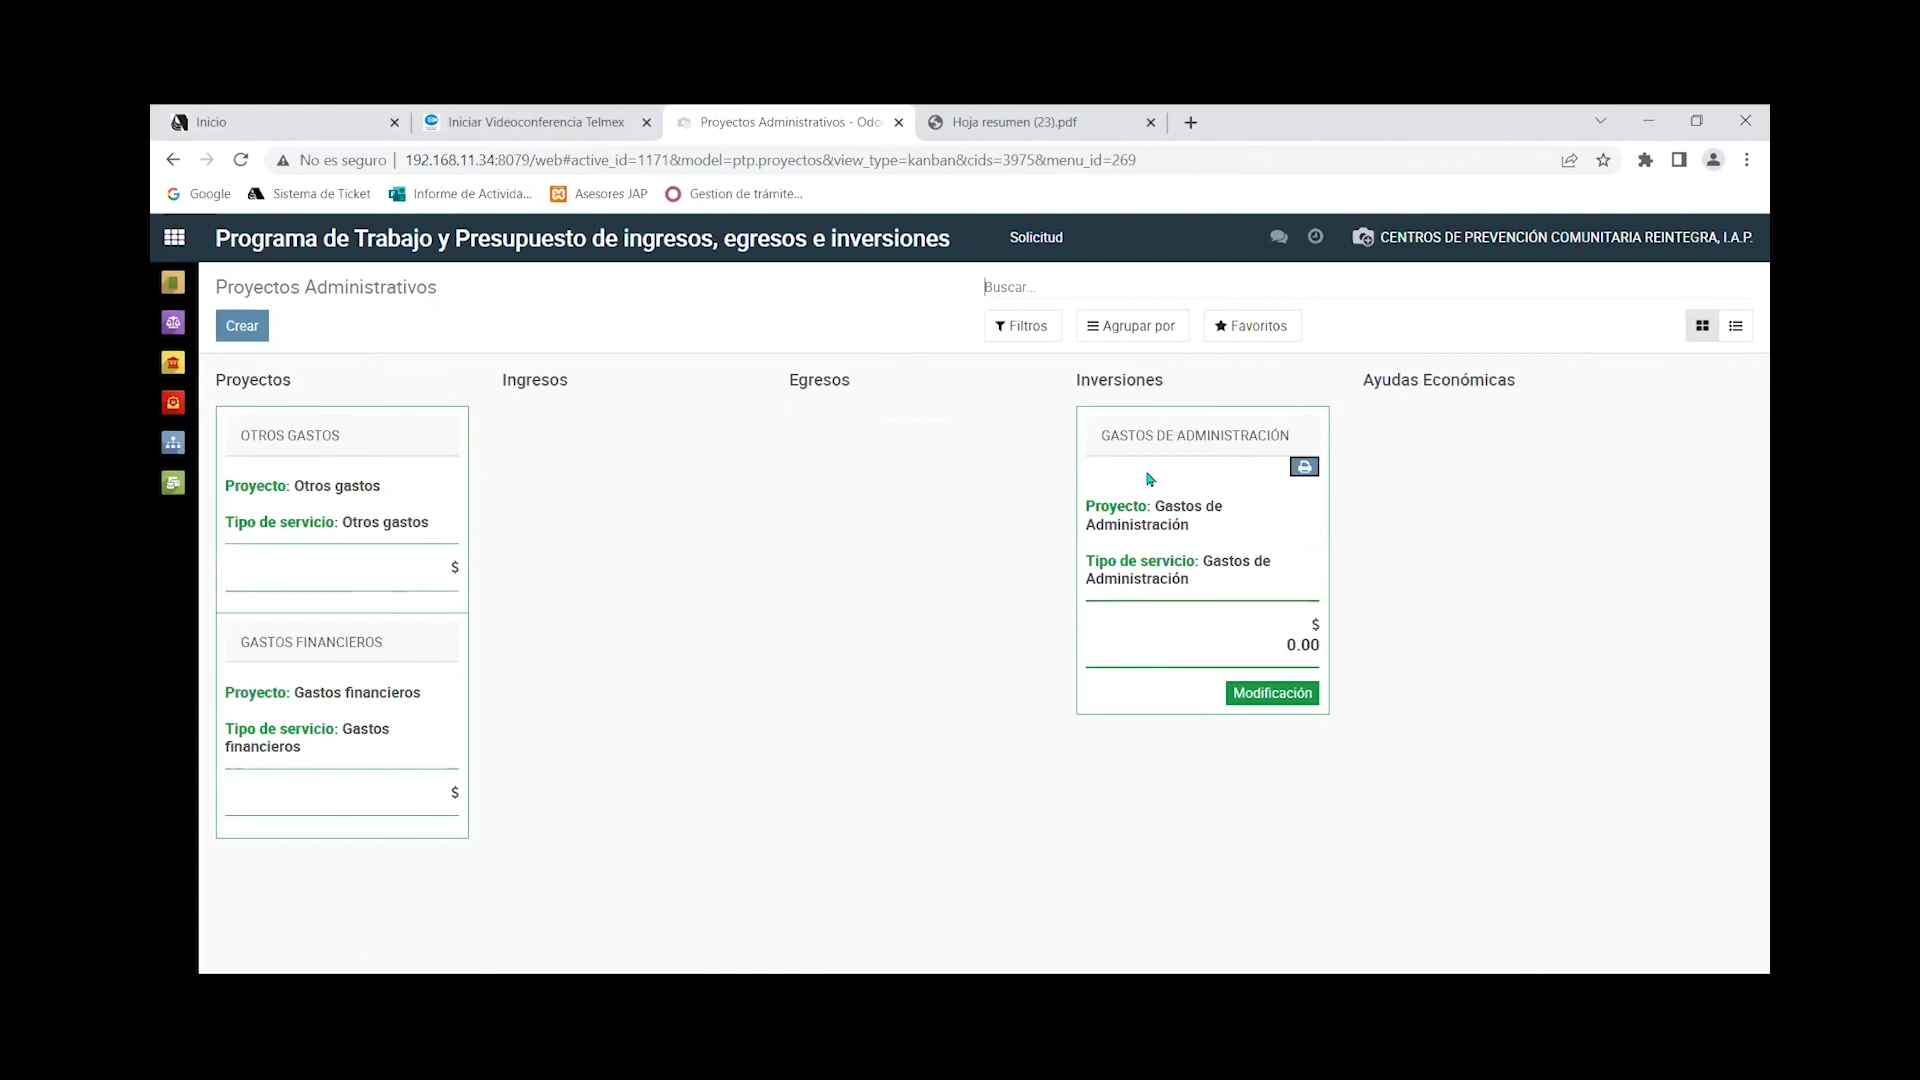 Inicio
Iniciar Videoconferencia Telmex
Proyectos Administrativos - Odo
Hoja resumen (23).pdf
No es seguro
192.168.11.34:8079/web#active_id=1171&model=ptp.proyectos&view_type=kanban&cids=3975&menu_id=269
Google
Sistema de Ticket
Informe de Activida...
Asesores JAP
Gestion de trámite...
Programa de Trabajo y Presupuesto de ingresos, egresos e inversiones
Solicitud
CENTROS DE PREVENCIÓN COMUNITARIA REINTEGRA, I.A.P.
Proyectos Administrativos
Buscar...
Crear
Filtros
Agrupar por
Favoritos
Proyectos
Ingresos
Egresos
Inversiones
Ayudas Económicas
OTROS GASTOS
Proyecto: Otros gastos
Tipo de servicio: Otros gastos
$
GASTOS FINANCIEROS
Proyecto: Gastos financieros
Tipo de servicio: Gastos
financieros
$
GASTOS DE ADMINISTRACIÓN
Proyecto: Gastos de
Administración
Tipo de servicio: Gastos de
Administración
$
0.00
Modificación